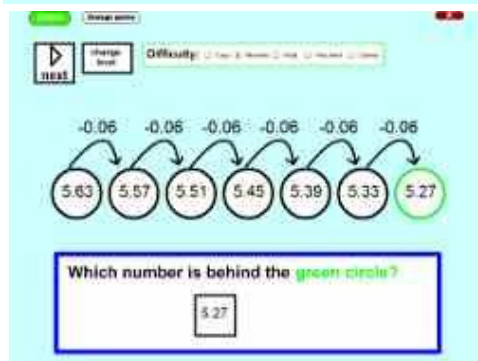 next
change
level
Difficulty:
-0.06 -0.06 -0.06 -0.06 -0.06 -0.06
5.63 5.57 5.51 5.45 5.39 5.33 5.27
Which number is behind the green circle?
5.27